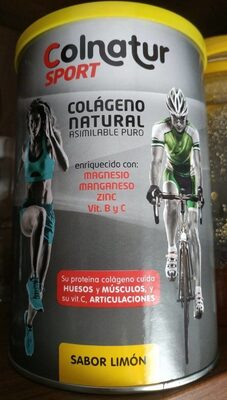 Colnatur
SPORT
COLÁGENO
NATURAL
ASIMILABLE PURO
enriquecido con:
MAGNESIO
MANGANESO
ZINC
Vit. B y C
Su proteína colágeno cuida
HUESOS y MÚSCULOS, y
su vit C, ARTICULACIONES
SABOR LIMÓN